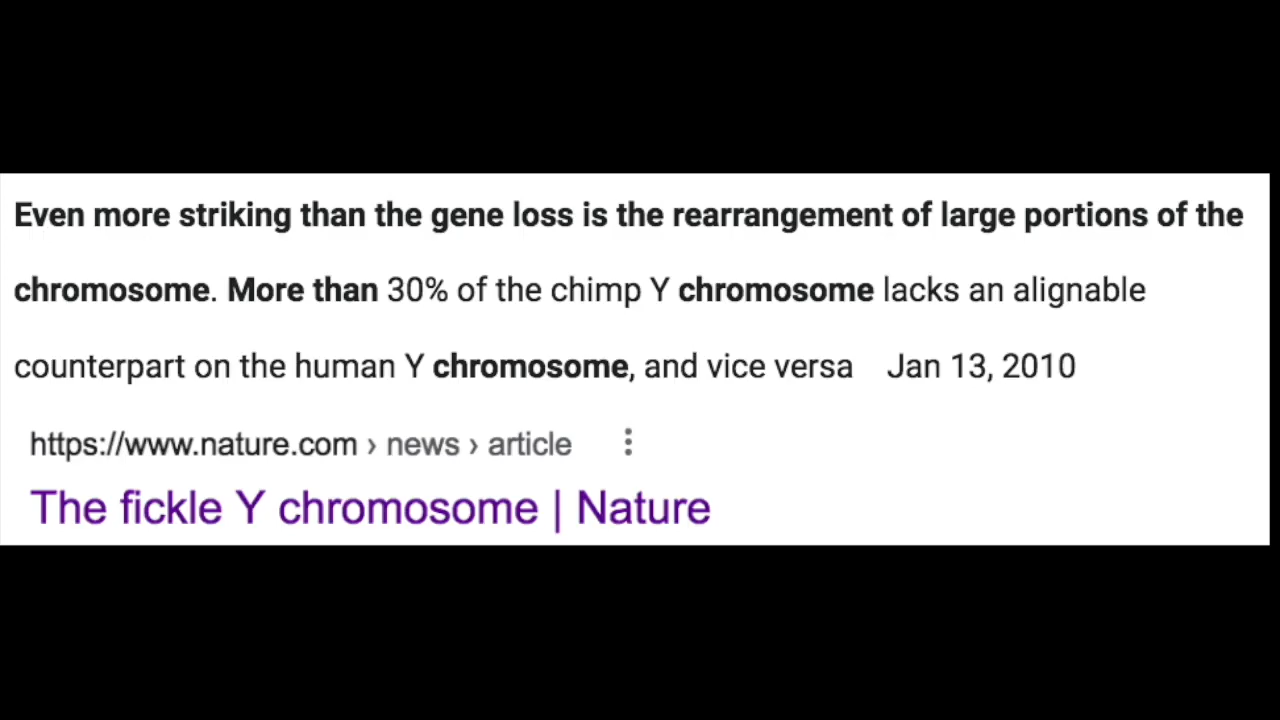 Even more striking than the gene loss is the rearrangement of large portions of the
chromosome. More than 30% of the chimp Y chromosome lacks an alignable
counterpart on the human Y chromosome, and vice versa Jan 13, 2010
https://www.nature.com › news › article
The fickle Y chromosome | Nature